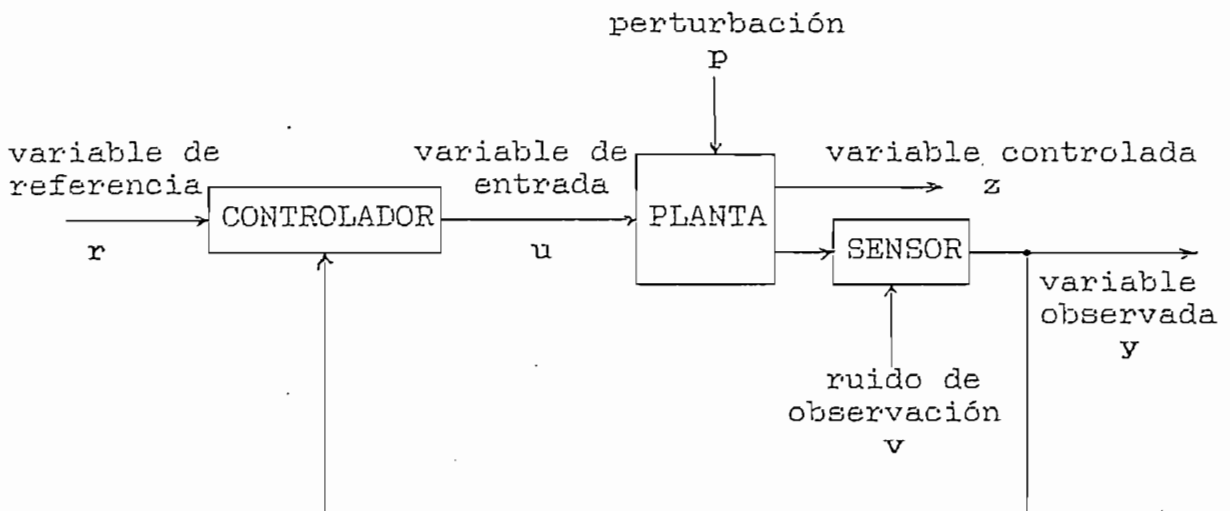 perturbación
p
variable de
referencia
r
CONTROLADOR
variable de
entrada
u
PLANTA
variable controlada
z
SENSOR
variable
observada
y
ruido de
observación
v